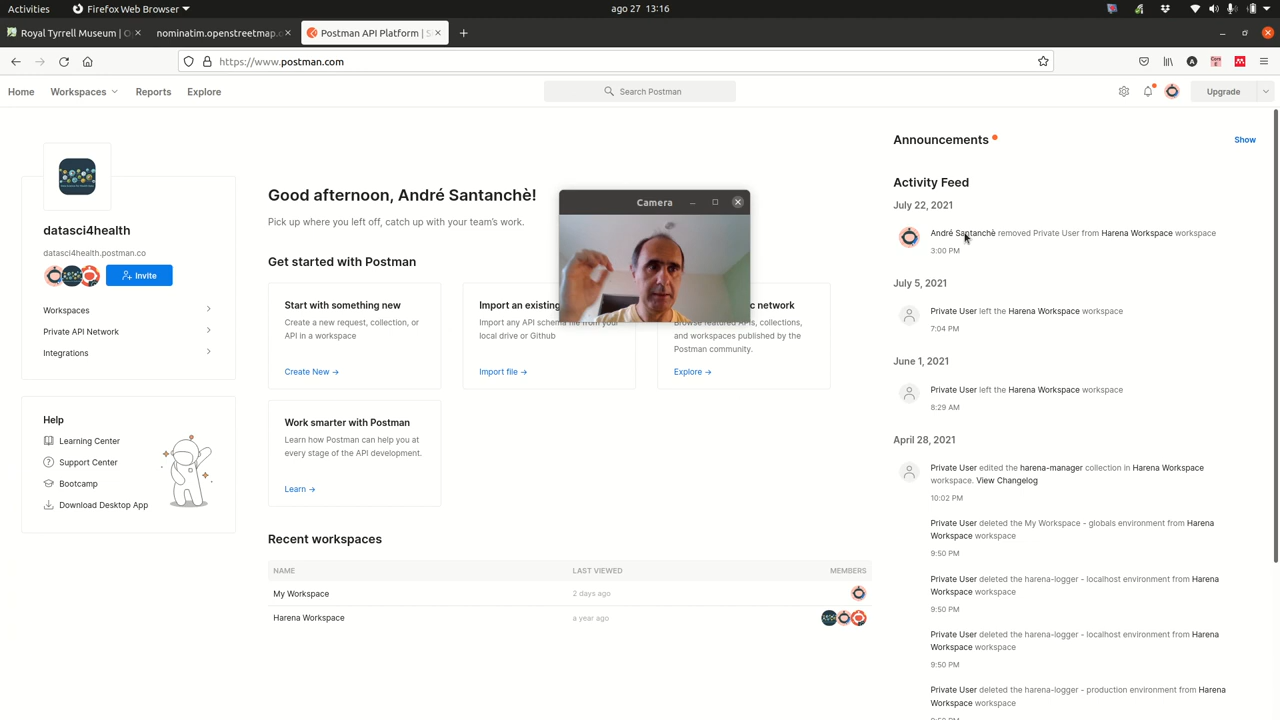 Activities
Firefox Web Browser
ago 27 13:16
Royal Tyrrell Museum | O
nominatim.openstreetmap.o
Postman API Platform | S
https://www.postman.com
Home
Workspaces
Reports
Explore
Search Postman
Upgrade
datasci4health
datasci4health.postman.co
Invite
Workspaces
Private API Network
Integrations
Help
Learning Center
Support Center
Bootcamp
Download Desktop App
Good afternoon, André Santanchè!
Pick up where you left off, catch up with your team's work.
Get started with Postman
Start with something new
Create a new request, collection, or
API in a workspace
Create New →
Import an existing
Import any API schema file from your
local drive or Github
Import file →
Camera
c network
Browse featured APIs, collections,
and workspaces published by the
Postman community.
Explore →
Work smarter with Postman
Learn how Postman can help you at
every stage of the API development.
Learn →
Recent workspaces
NAME LAST VIEWED MEMBERS
My Workspace 2 days ago
Harena Workspace a year ago
Announcements
Show
Activity Feed
July 22, 2021
André Santanchè removed Private User from Harena Workspace workspace
3:00 PM
July 5, 2021
Private User left the Harena Workspace workspace
7:04 PM
June 1, 2021
Private User left the Harena Workspace workspace
8:29 AM
April 28, 2021
Private User edited the harena-manager collection in Harena Workspace
workspace. View Changelog
10:02 PM
Private User deleted the My Workspace - globals environment from Harena
Workspace workspace
9:50 PM
Private User deleted the harena-logger - localhost environment from Harena
Workspace workspace
9:50 PM
Private User deleted the harena-logger - localhost environment from Harena
Workspace workspace
9:50 PM
Private User deleted the harena-logger - production environment from Harena
Workspace workspace